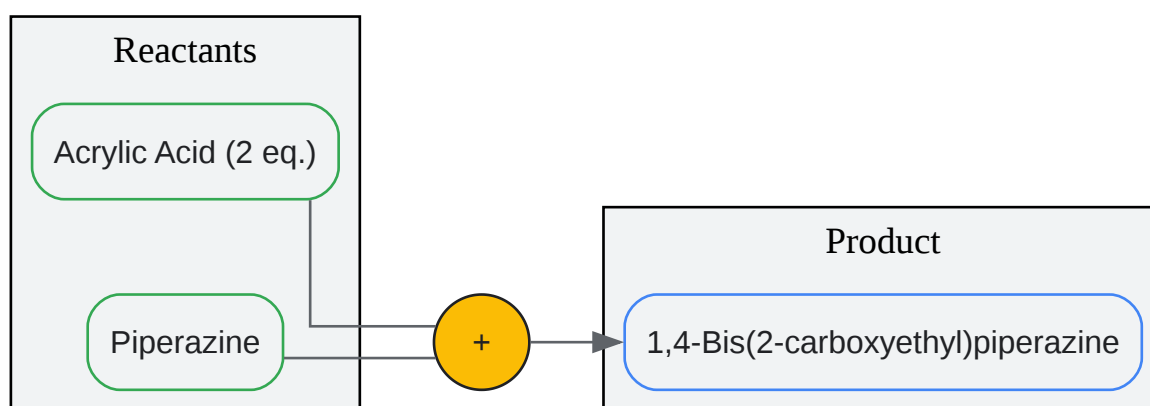 Reactants
Acrylic Acid (2 eq.)
Piperazine
+
Product
1,4-Bis(2-carboxyethyl)piperazine